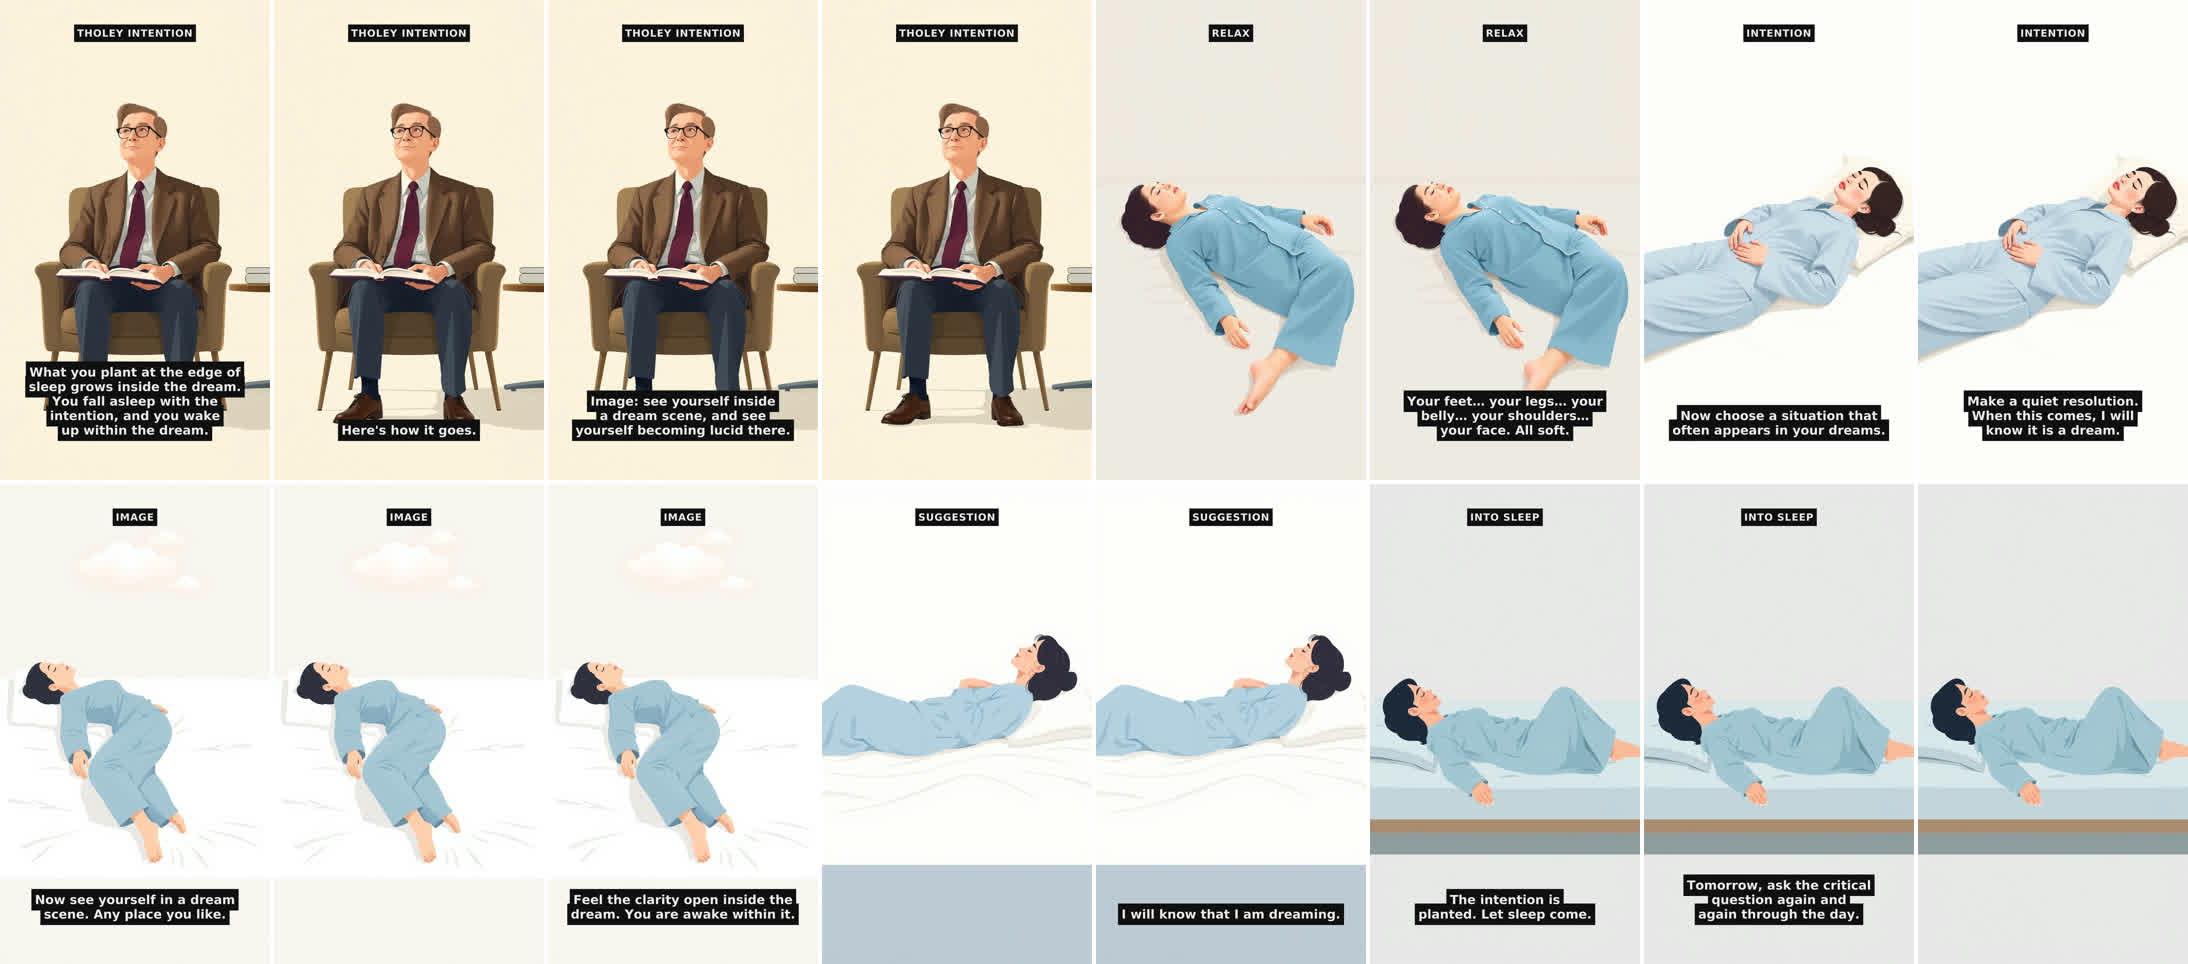 THOLEY INTENTION
What you plant at the edge of
sleep grows inside the dream.
You fall asleep with the
intention, and you wake
up within the dream.
THOLEY INTENTION
Here's how it goes.
THOLEY INTENTION
Image: see yourself inside
a dream scene, and see
yourself becoming lucid there.
THOLEY INTENTION
RELAX
RELAX
Your feet… your legs… your
belly… your shoulders…
your face. All soft.
INTENTION
Now choose a situation that
often appears in your dreams.
INTENTION
Make a quiet resolution.
When this comes, I will
know it is a dream.
IMAGE
Now see yourself in a dream
scene. Any place you like.
IMAGE
IMAGE
Feel the clarity open inside the
dream. You are awake within it.
SUGGESTION
SUGGESTION
I will know that I am dreaming.
INTO SLEEP
The intention is
planted. Let sleep come.
INTO SLEEP
Tomorrow, ask the critical
question again and
again through the day.